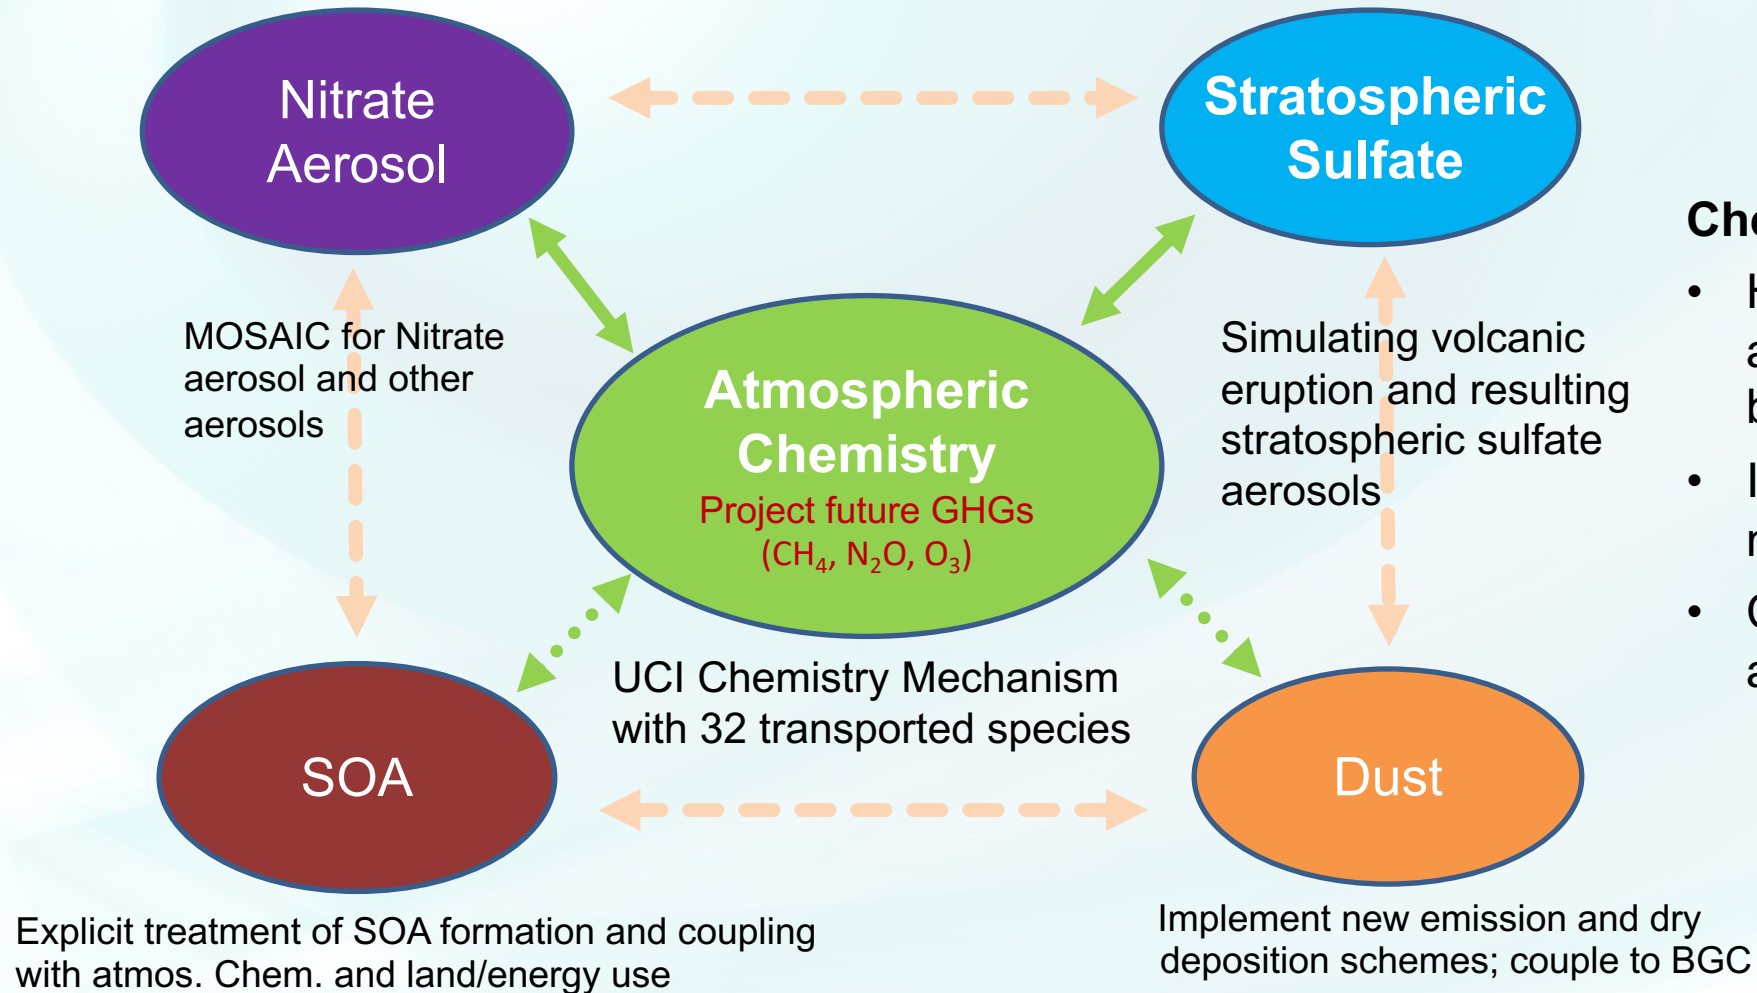 Nitrate
Aerosol
Stratospheric
Sulfate
MOSAIC for Nitrate
aerosol and other
aerosols
Atmospheric
Chemistry
Project future GHGs
(CH₄, N₂O, O₃)
Simulating volcanic
eruption and resulting
stratospheric sulfate
aerosols
UCI Chemistry Mechanism
with 32 transported species
SOA
Dust
Explicit treatment of SOA formation and coupling
with atmos. Chem. and land/energy use
Implement new emission and dry
deposition schemes; couple to BGC